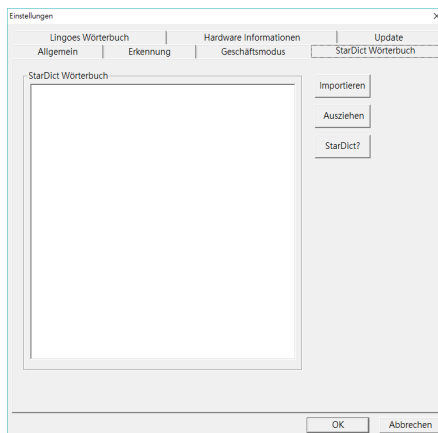 Einstellungen
Lingoes Wörterbuch Hardware Informationen Update
Allgemein Erkennung Geschäftsmodus StarDict Wörterbuch
StarDict Wörterbuch
Importieren
Ausziehen
StarDict?
OK Abbrechen